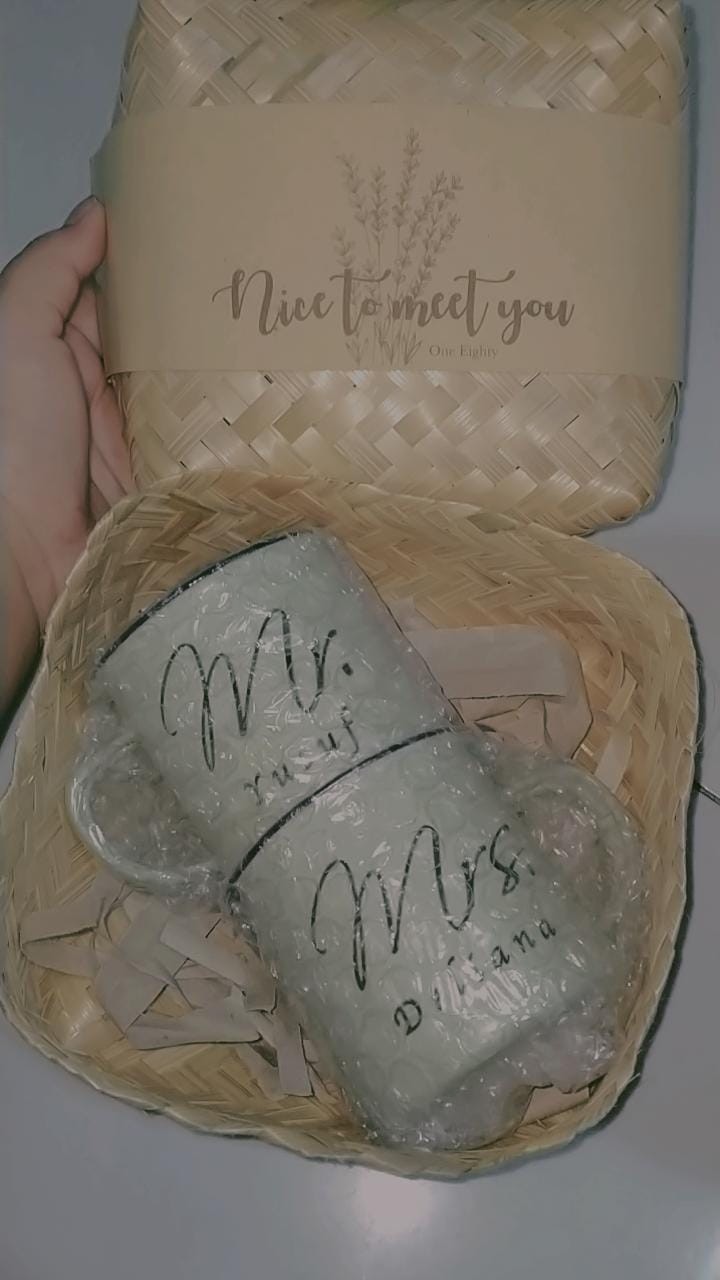 Nice to meet you
One Eighty
Mr.
Mrs.